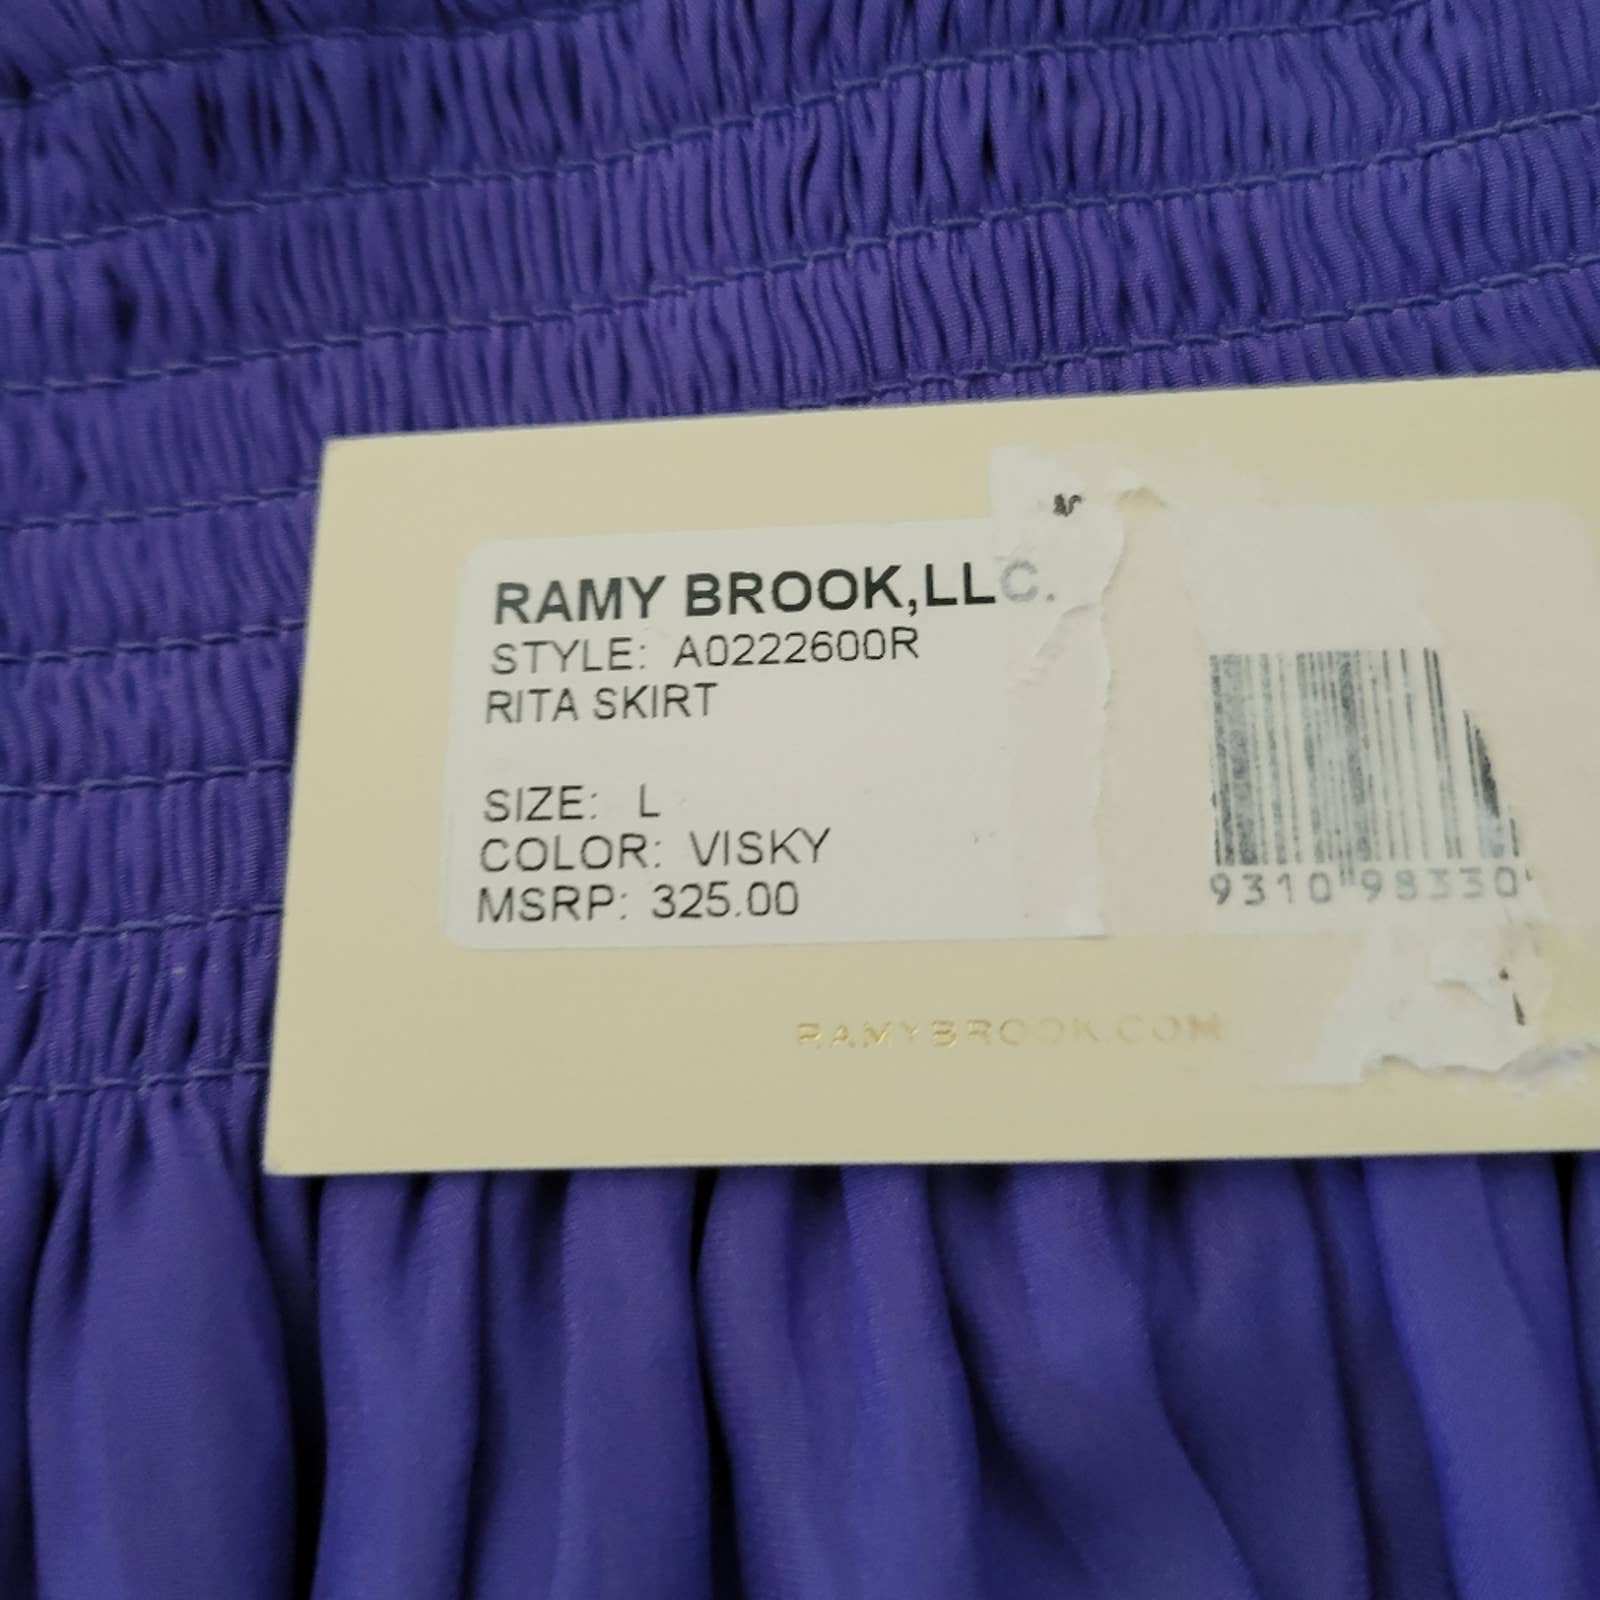 RAMY BROOK,LLC.
STYLE: A0222600R
RITA SKIRT
SIZE: L
COLOR: VISKY
MSRP: 325.00
9310 98330
RAMYBROOK.COM